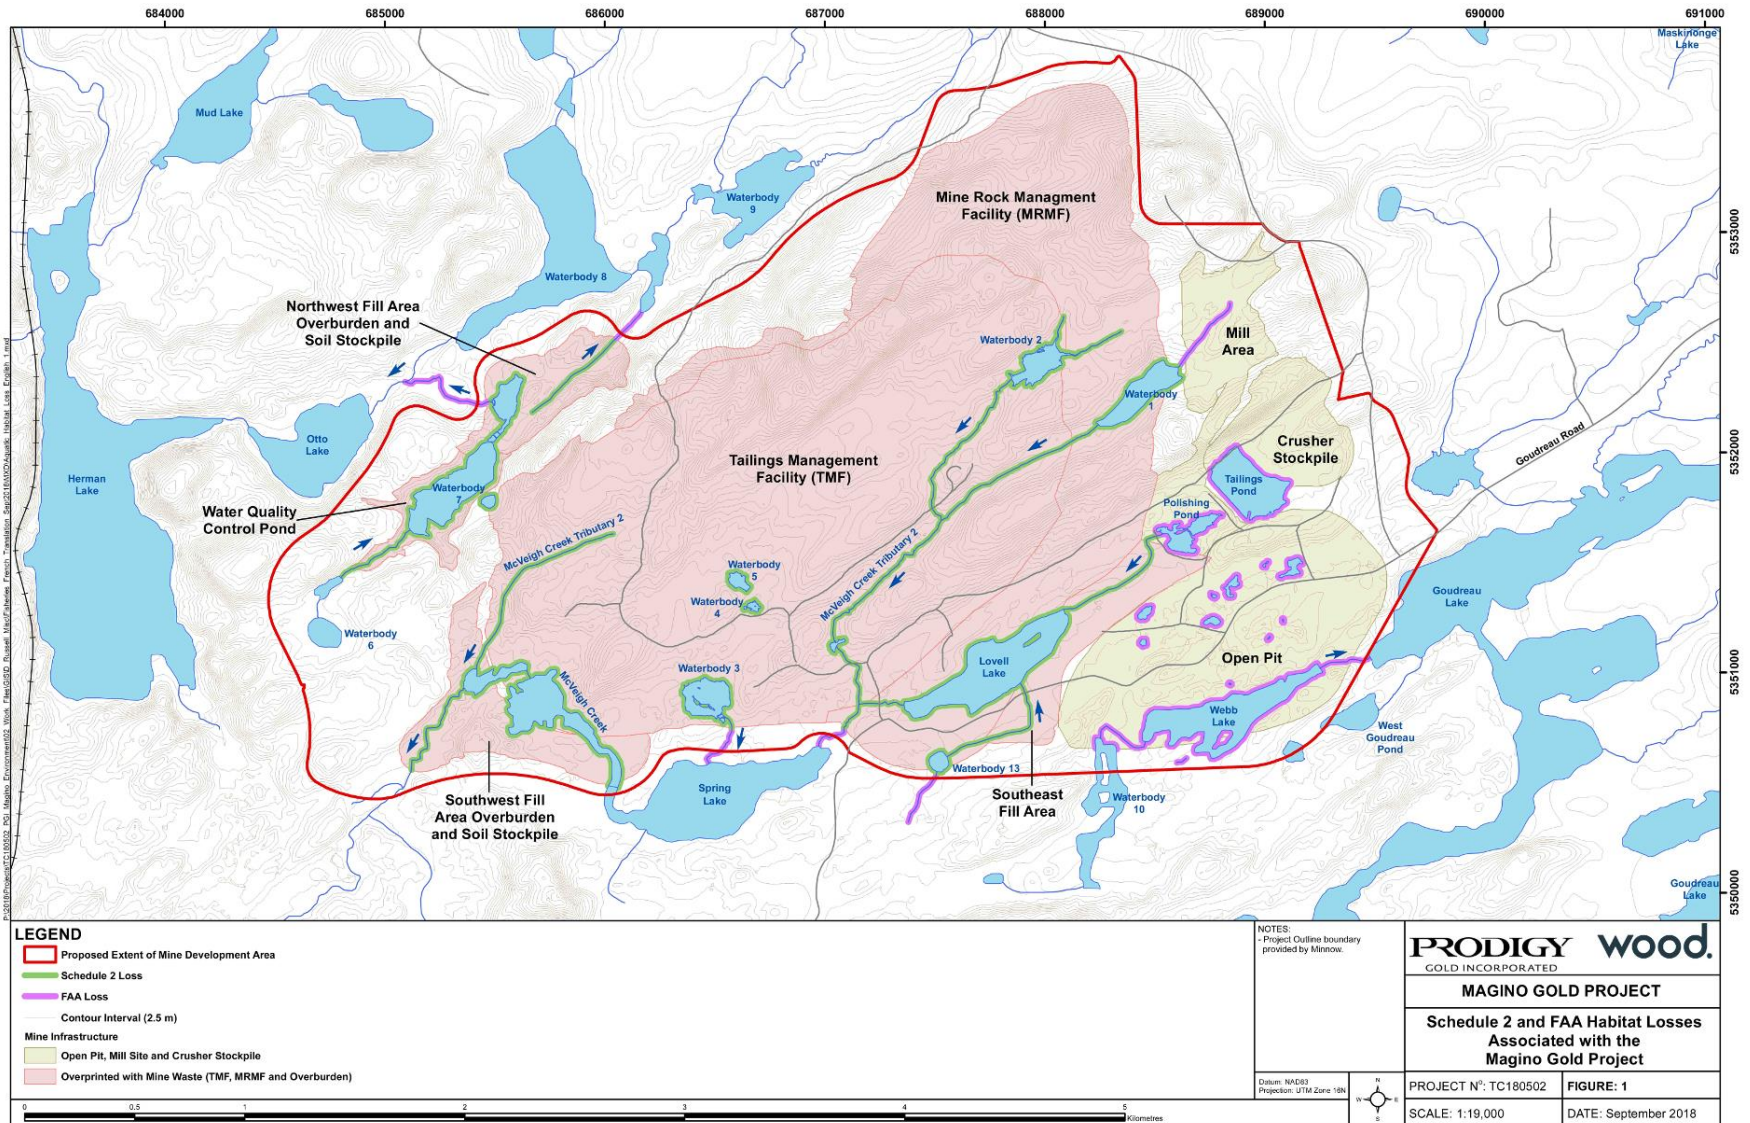 684000
685000
686000
687000
688000
689000
690000
691000
Maskinonge
Lake
Mud Lake
Waterbody
9
Mine Rock Managment
Facility (MRMF)
5353000
Waterbody 8
Northwest Fill Area
Overburden and
Soil Stockpile
Waterbody 2
Mill
Area
Waterbody
1
Otto
Lake
Goudreau Road
Crusher
Stockpile
5352000
Tailings Management
Facility (TMF)
Herman
Lake
Waterbody
7
Tailings
Pond
Water Quality
Control Pond
Polishing
Pond
McVeigh Creek Tributary 2
McVeigh Creek Tributary 2
Waterbody
5
Waterbody
4
Goudreau
Lake
Waterbody
6
Open Pit
Lovell
Lake
Waterbody 3
McVeigh Creek
5351000
Webb
Lake
West
Goudreau
Pond
Waterbody 13
Spring
Lake
Southeast
Fill Area
Waterbody
10
Southwest Fill
Area Overburden
and Soil Stockpile
Goudreau
Lake
5350000
LEGEND
Proposed Extent of Mine Development Area
Schedule 2 Loss
FAA Loss
Contour Interval (2.5 m)
Mine Infrastructure
Open Pit, Mill Site and Crusher Stockpile
Overprinted with Mine Waste (TMF, MRMF and Overburden)
0 0.5 1 2 3 4 5
Kilometres
NOTES:
- Project Outline boundary
provided by Minnow.
Datum: NAD83
Projection: UTM Zone 16N
N
W E
S
PRODIGY
GOLD INCORPORATED
wood.
MAGINO GOLD PROJECT
Schedule 2 and FAA Habitat Losses
Associated with the
Magino Gold Project
PROJECT Nº: TC180502
FIGURE: 1
SCALE: 1:19,000
DATE: September 2018